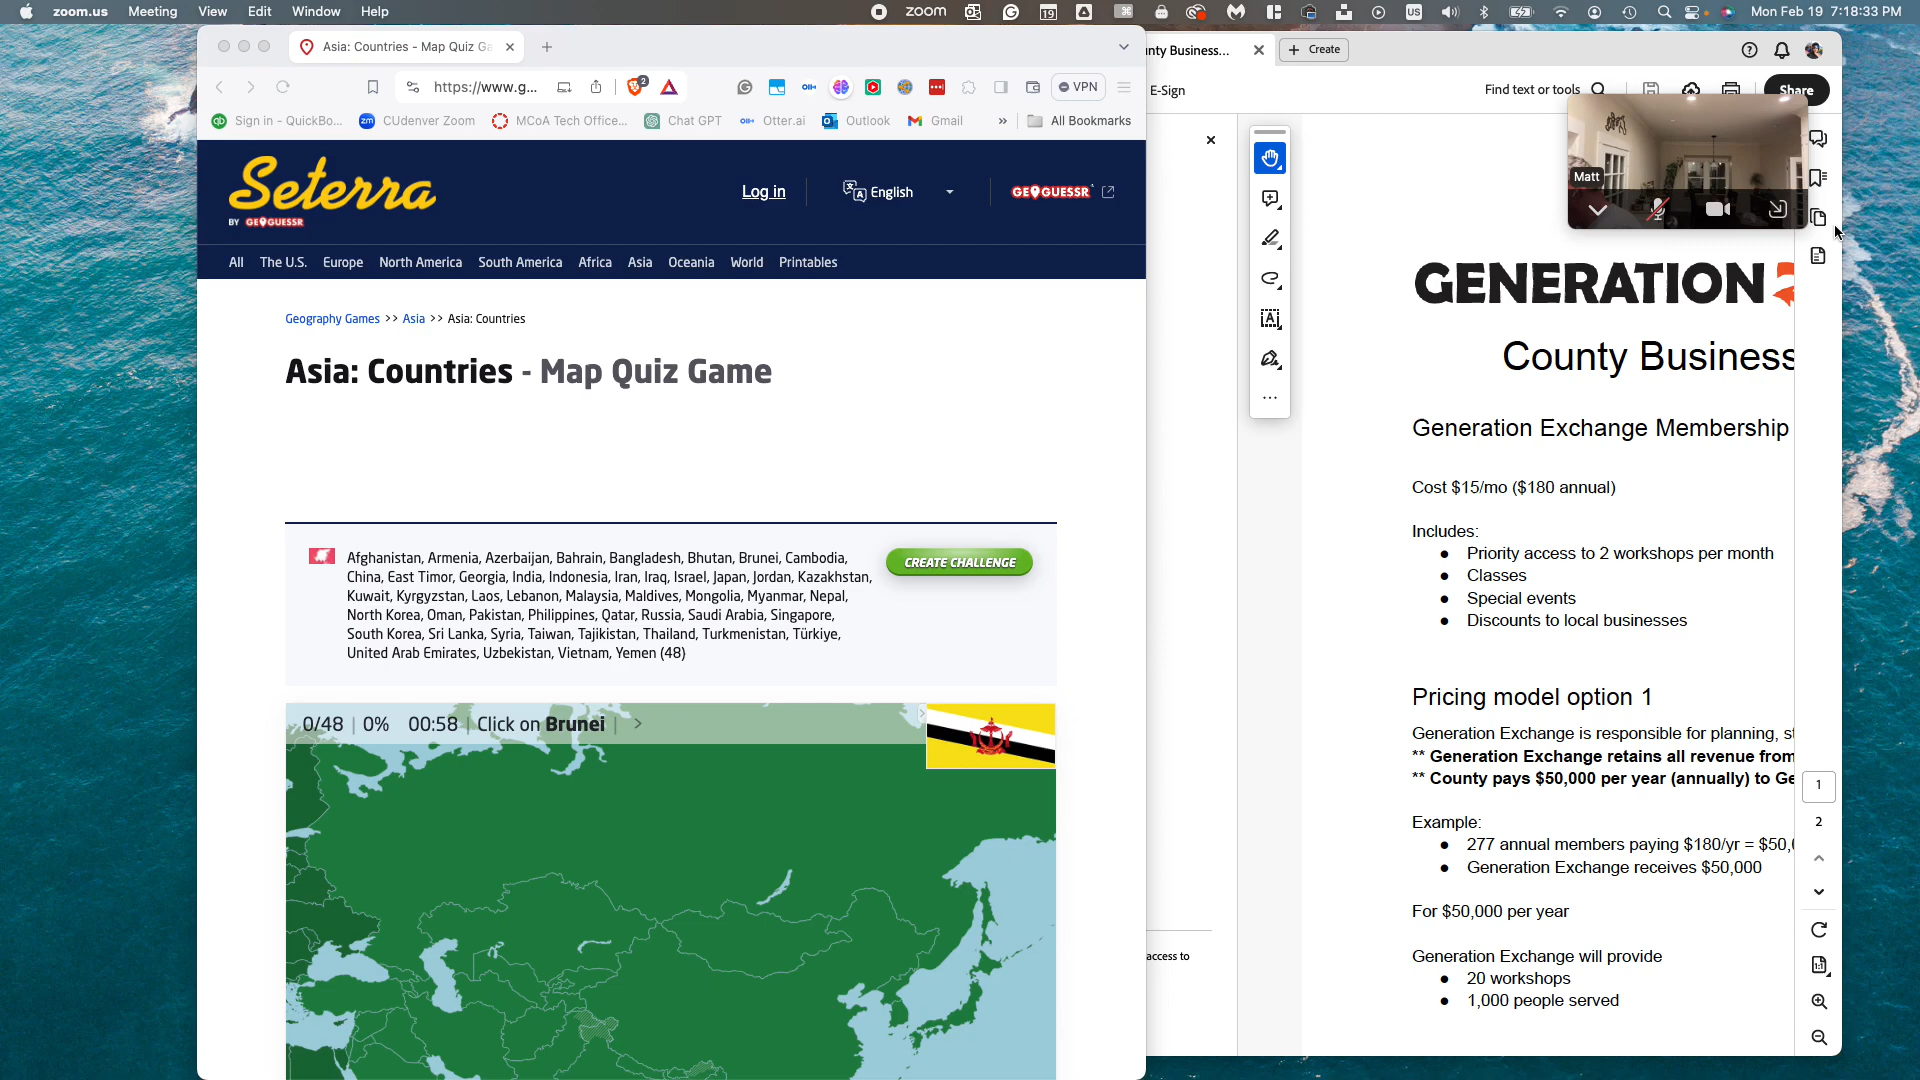 zoom.us Meeting View Edit Window Help
zoom 19 US Mon Feb 19 7:18:33 PM
Asia: Countries - Map Quiz Ga
https://www.g... 2 VPN
Sign in - QuickBo... CUdenver Zoom MCoA Tech Office... Chat GPT Otter.ai Outlook Gmail » All Bookmarks
Seterra
BY GEOGUESSR
Log in English GEOGUESSR
All The U.S. Europe North America South America Africa Asia Oceania World Printables
Geography Games >> Asia >> Asia: Countries
Asia: Countries - Map Quiz Game
Afghanistan, Armenia, Azerbaijan, Bahrain, Bangladesh, Bhutan, Brunei, Cambodia,
China, East Timor, Georgia, India, Indonesia, Iran, Iraq, Israel, Japan, Jordan, Kazakhstan,
Kuwait, Kyrgyzstan, Laos, Lebanon, Malaysia, Maldives, Mongolia, Myanmar, Nepal,
North Korea, Oman, Pakistan, Philippines, Qatar, Russia, Saudi Arabia, Singapore,
South Korea, Sri Lanka, Syria, Taiwan, Tajikistan, Thailand, Turkmenistan, Türkiye,
United Arab Emirates, Uzbekistan, Vietnam, Yemen (48)
CREATE CHALLENGE
0/48 | 0% 00:58 | Click on Brunei | >
nty Business... + Create
E-Sign Find text or tools Share
Matt
GENERATION
County Business
Generation Exchange Membership
Cost $15/mo ($180 annual)
Includes:
● Priority access to 2 workshops per month
● Classes
● Special events
● Discounts to local businesses
Pricing model option 1
Generation Exchange is responsible for planning, st
** Generation Exchange retains all revenue from
** County pays $50,000 per year (annually) to Ge
Example:
● 277 annual members paying $180/yr = $50,0
● Generation Exchange receives $50,000
For $50,000 per year
Generation Exchange will provide
● 20 workshops
● 1,000 people served
access to
1
2